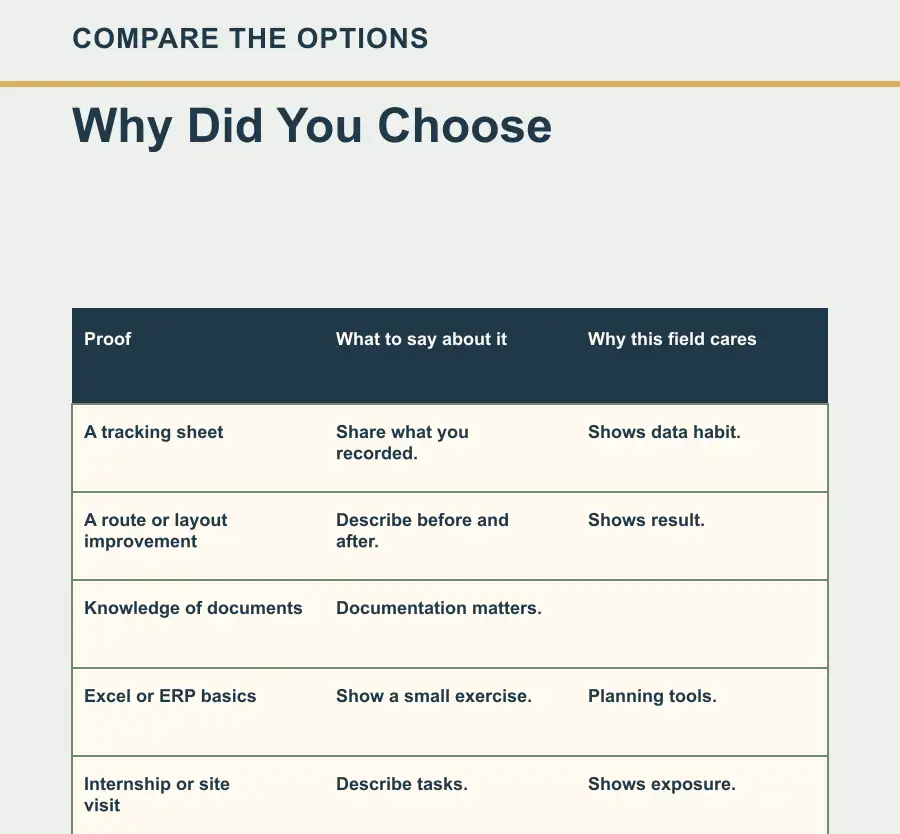 COMPARE THE OPTIONS
Why Did You Choose
Proof What to say about it Why this field cares
A tracking sheet Share what you Shows data habit.
recorded.
A route or layout Describe before and Shows result.
improvement after.
Knowledge of documents Documentation matters.
Excel or ERP basics Show a small exercise. Planning tools.
Internship or site Describe tasks. Shows exposure.
visit